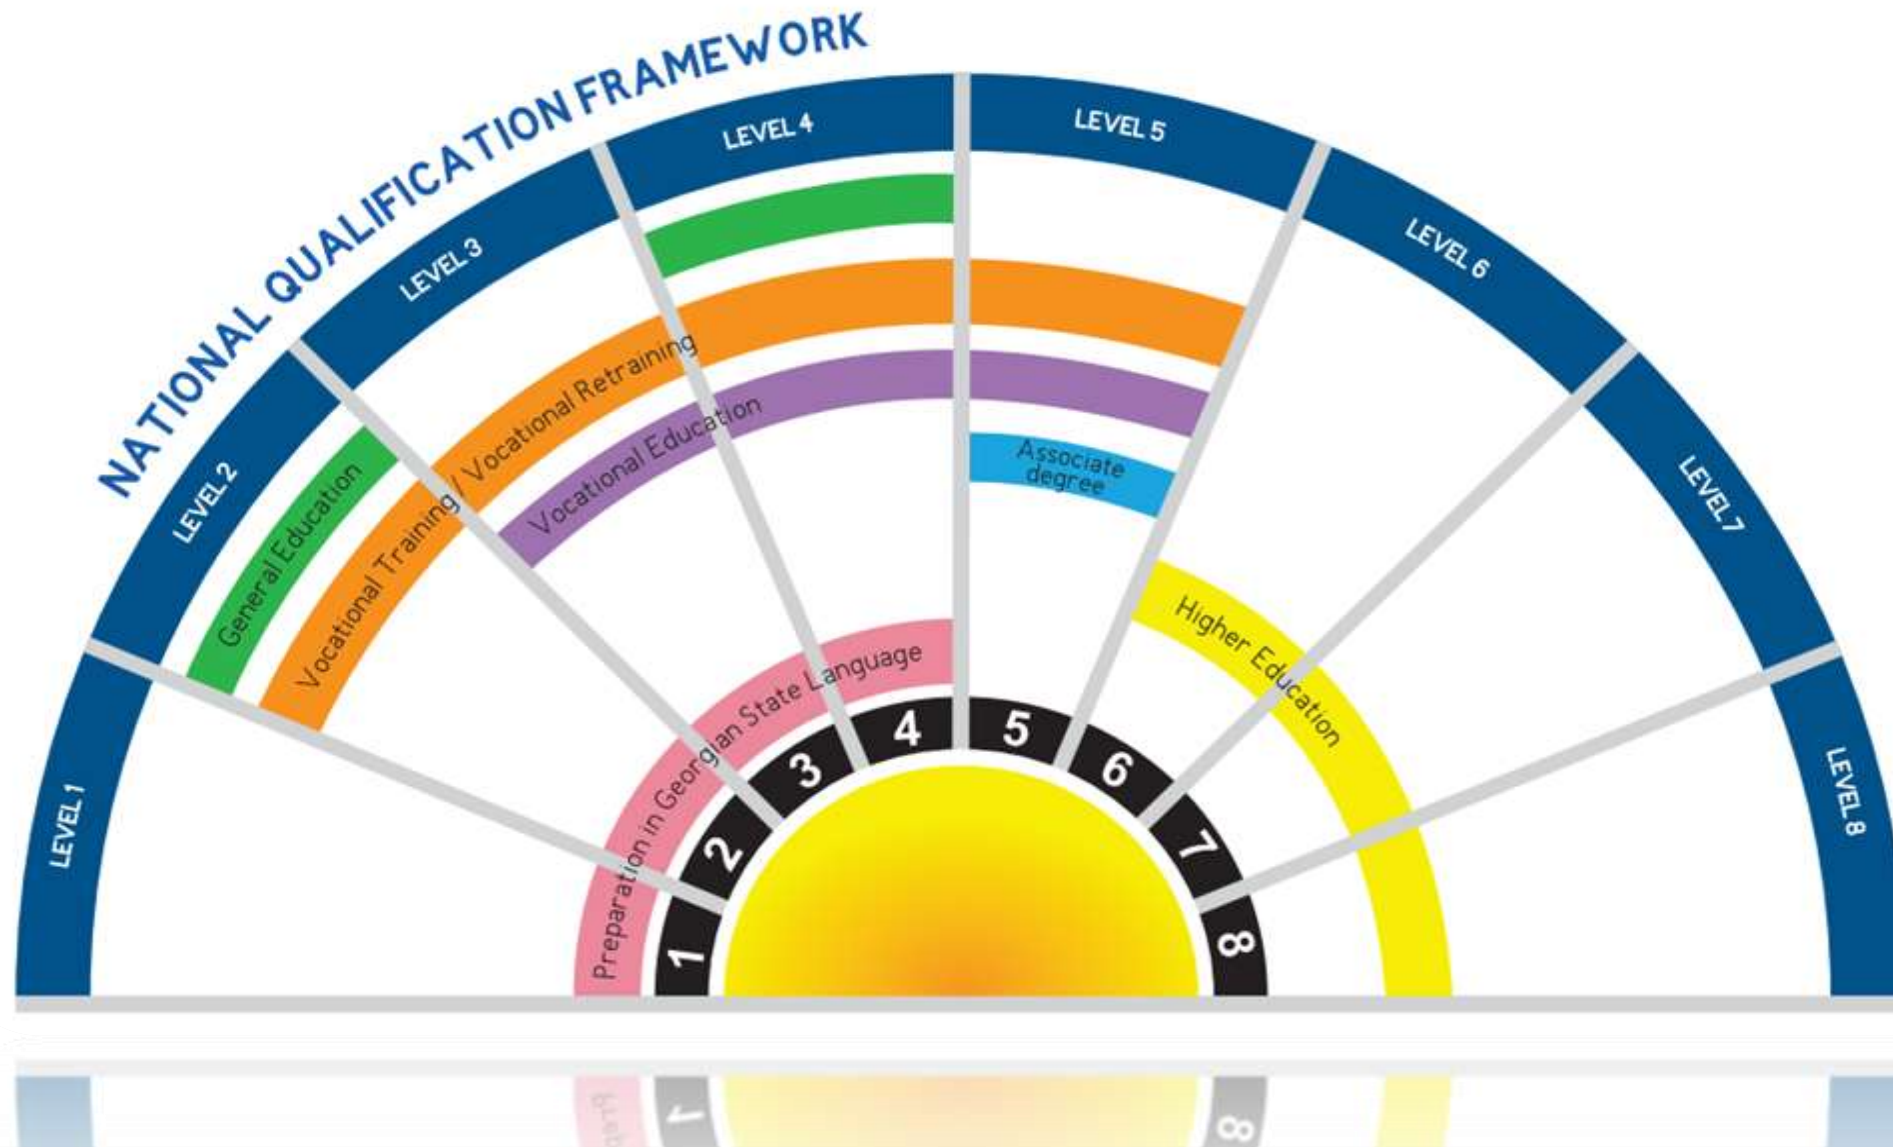 NATIONAL QUALIFICATION FRAMEWORK
LEVEL 1
LEVEL 2
LEVEL 3
LEVEL 4
LEVEL 5
LEVEL 6
LEVEL 7
LEVEL 8
General Education
Vocational Training / Vocational Retraining
Vocational Education
Associate
degree
Preparation in Georgian State Language
Higher Education
1
2
3
4
5
6
7
8